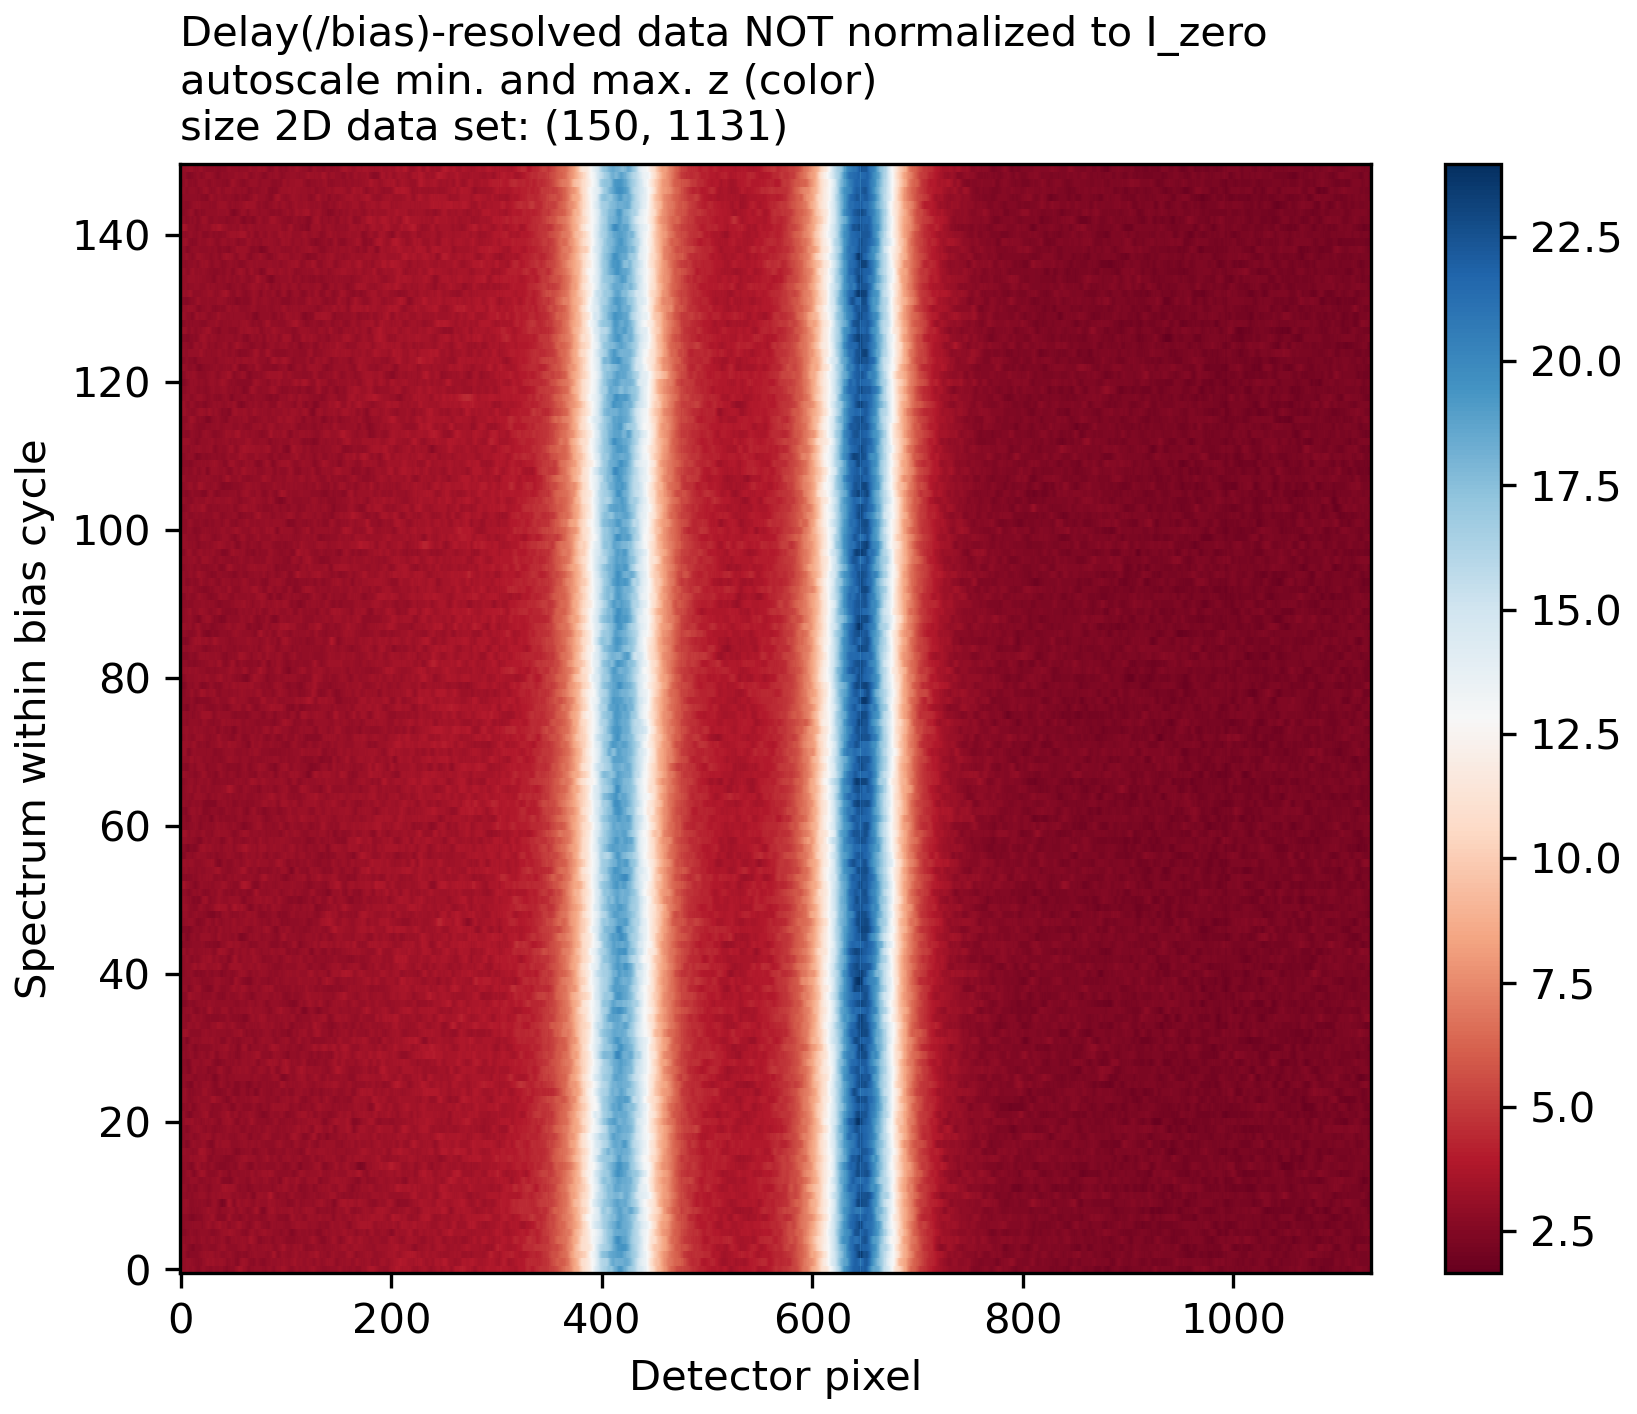 Delay(/bias)-resolved data NOT normalized to I_zero
autoscale min. and max. z (color)
size 2D data set: (150, 1131)
140
120
100
80
60
40
20
0
Spectrum within bias cycle
0 200 400 600 800 1000
Detector pixel
22.5
20.0
17.5
15.0
12.5
10.0
7.5
5.0
2.5